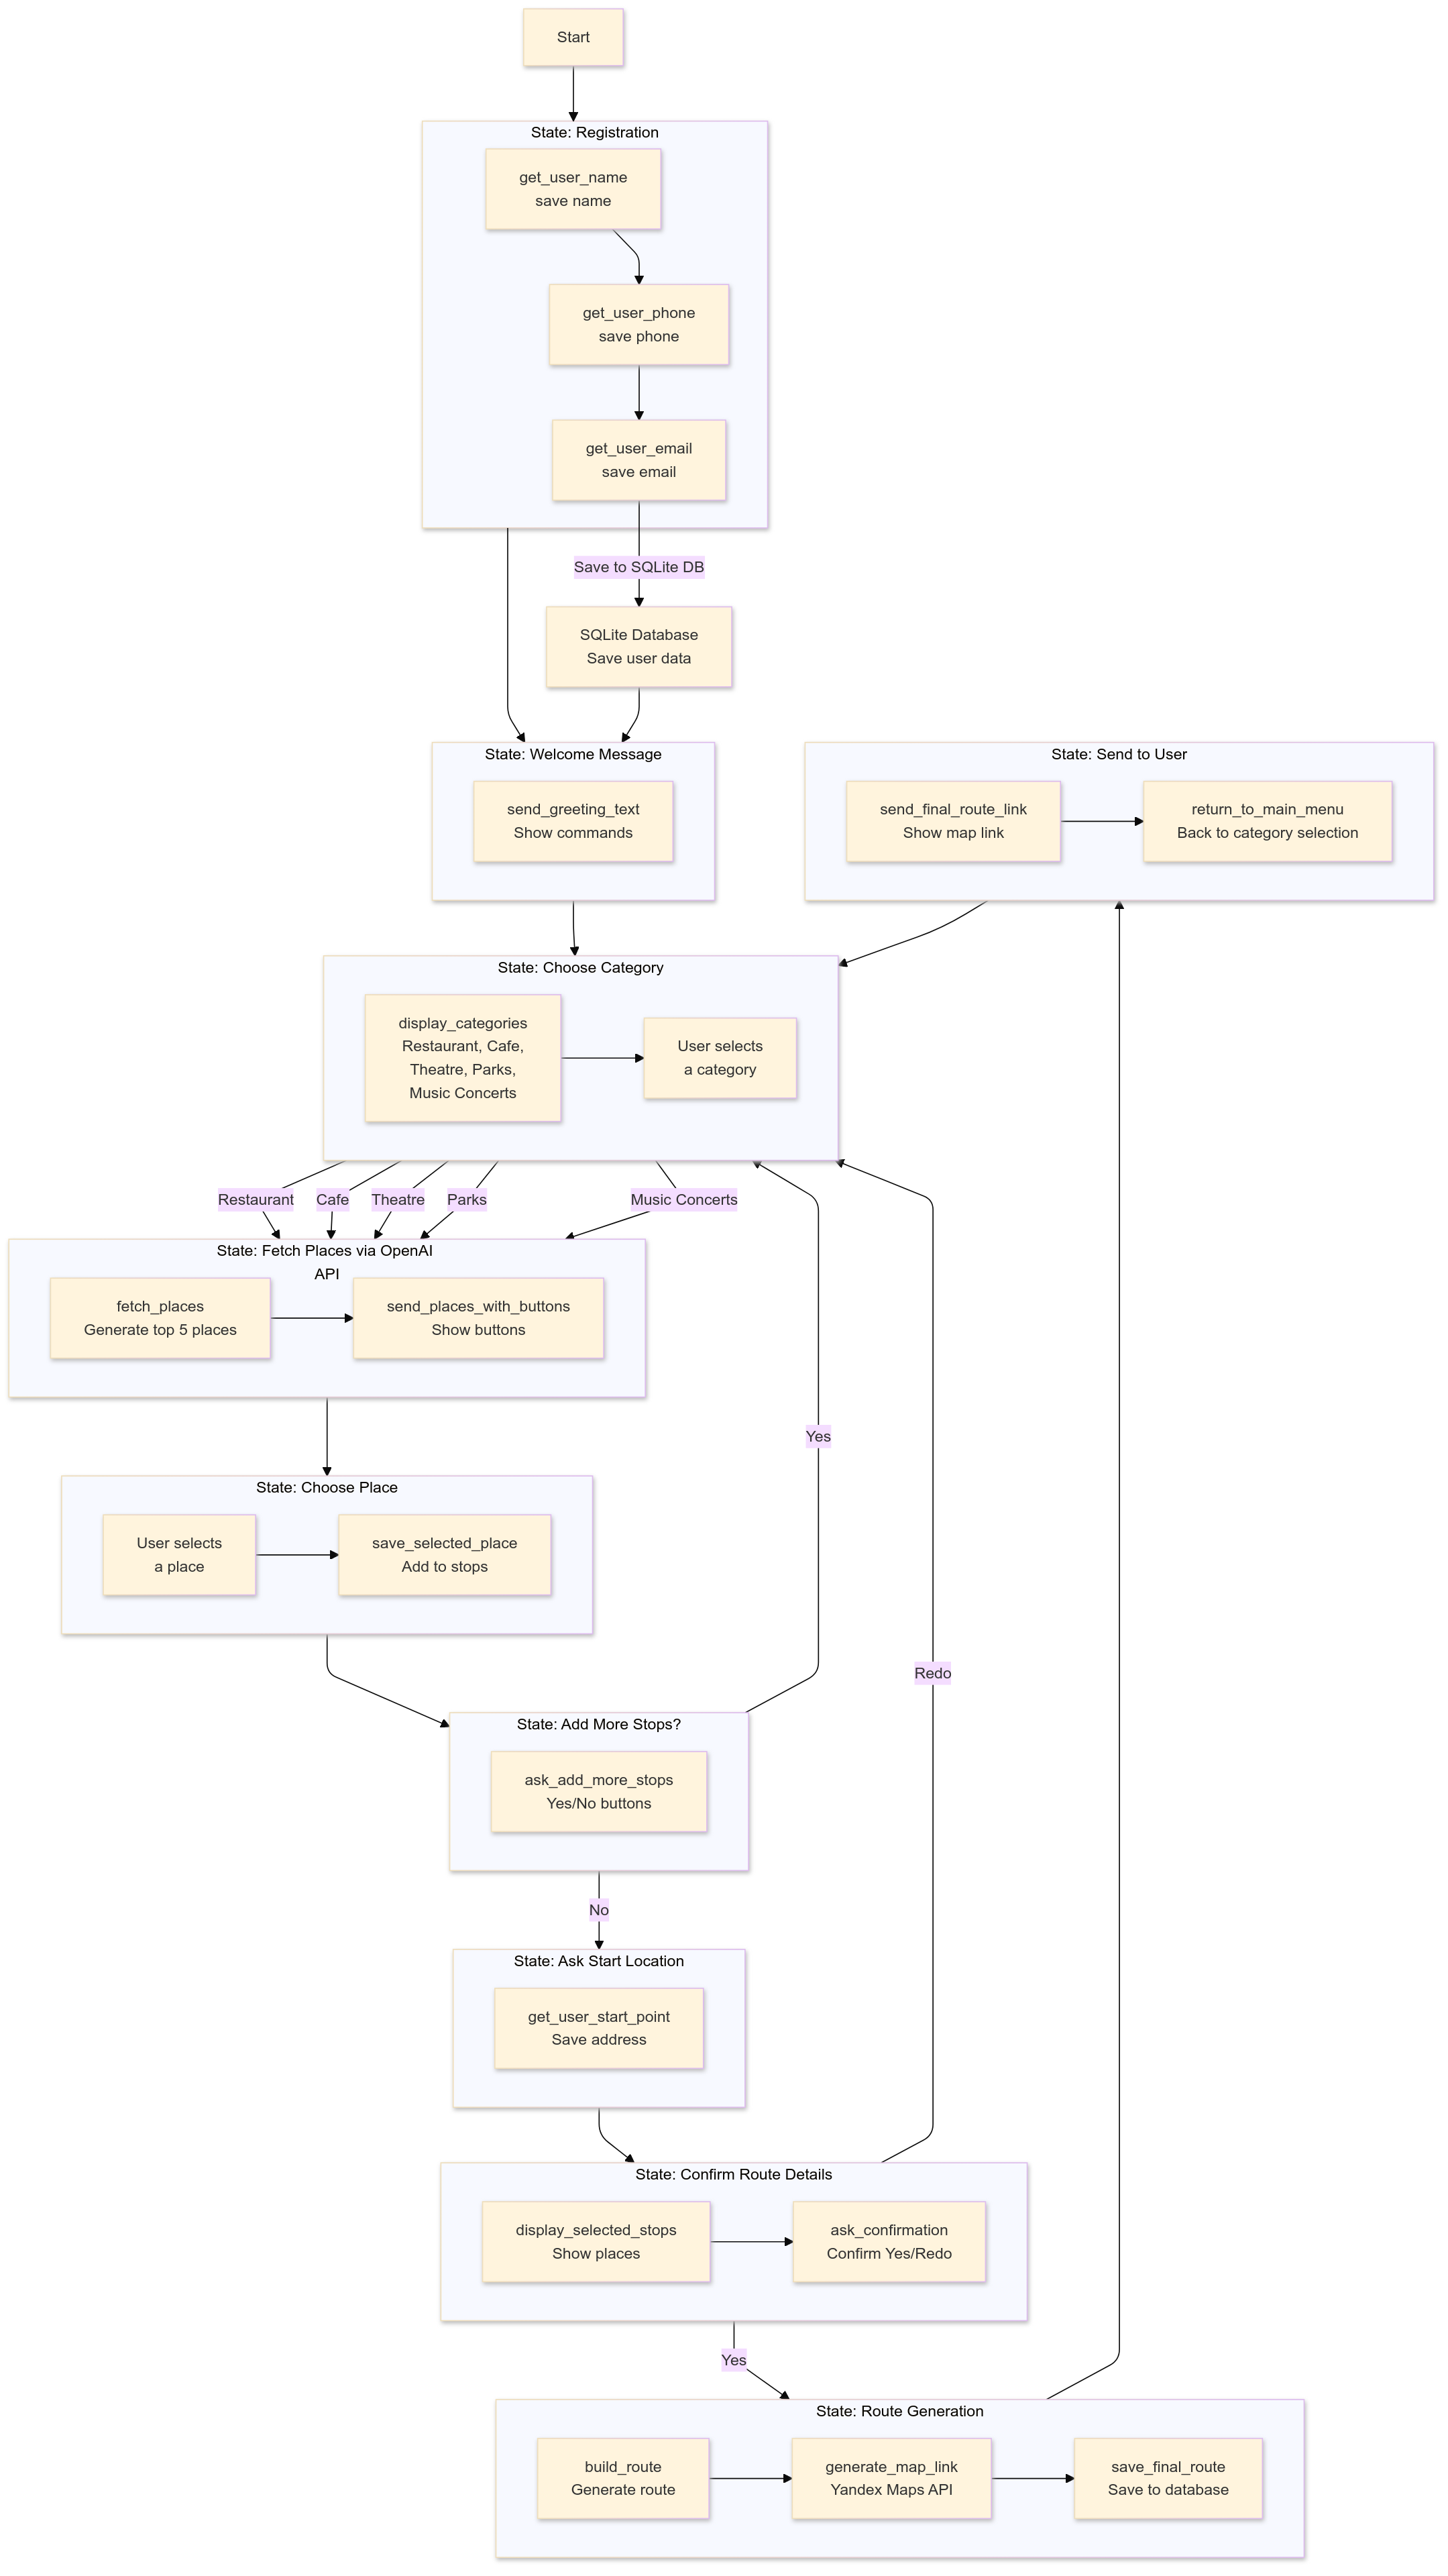 Start
State: Registration
get_user_name
save name
get_user_phone
save phone
get_user_email
save email
Save to SQLite DB
SQLite Database
Save user data
State: Welcome Message
send_greeting_text
Show commands
State: Send to User
send_final_route_link
Show map link
return_to_main_menu
Back to category selection
State: Choose Category
display_categories
Restaurant, Cafe,
Theatre, Parks,
Music Concerts
User selects
a category
Restaurant
Cafe
Theatre
Parks
Music Concerts
State: Fetch Places via OpenAI
API
fetch_places
Generate top 5 places
send_places_with_buttons
Show buttons
Yes
State: Choose Place
User selects
a place
save_selected_place
Add to stops
Redo
State: Add More Stops?
ask_add_more_stops
Yes/No buttons
No
State: Ask Start Location
get_user_start_point
Save address
State: Confirm Route Details
display_selected_stops
Show places
ask_confirmation
Confirm Yes/Redo
Yes
State: Route Generation
build_route
Generate route
generate_map_link
Yandex Maps API
save_final_route
Save to database